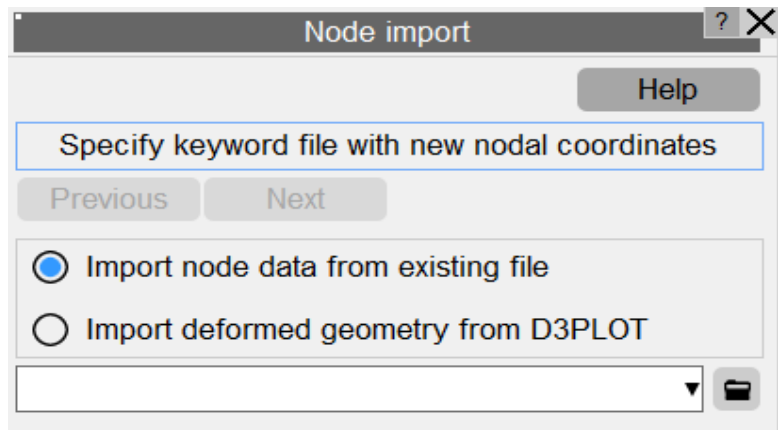 Node import ?
Help
Specify keyword file with new nodal coordinates
Previous Next
Import node data from existing file
Import deformed geometry from D3PLOT